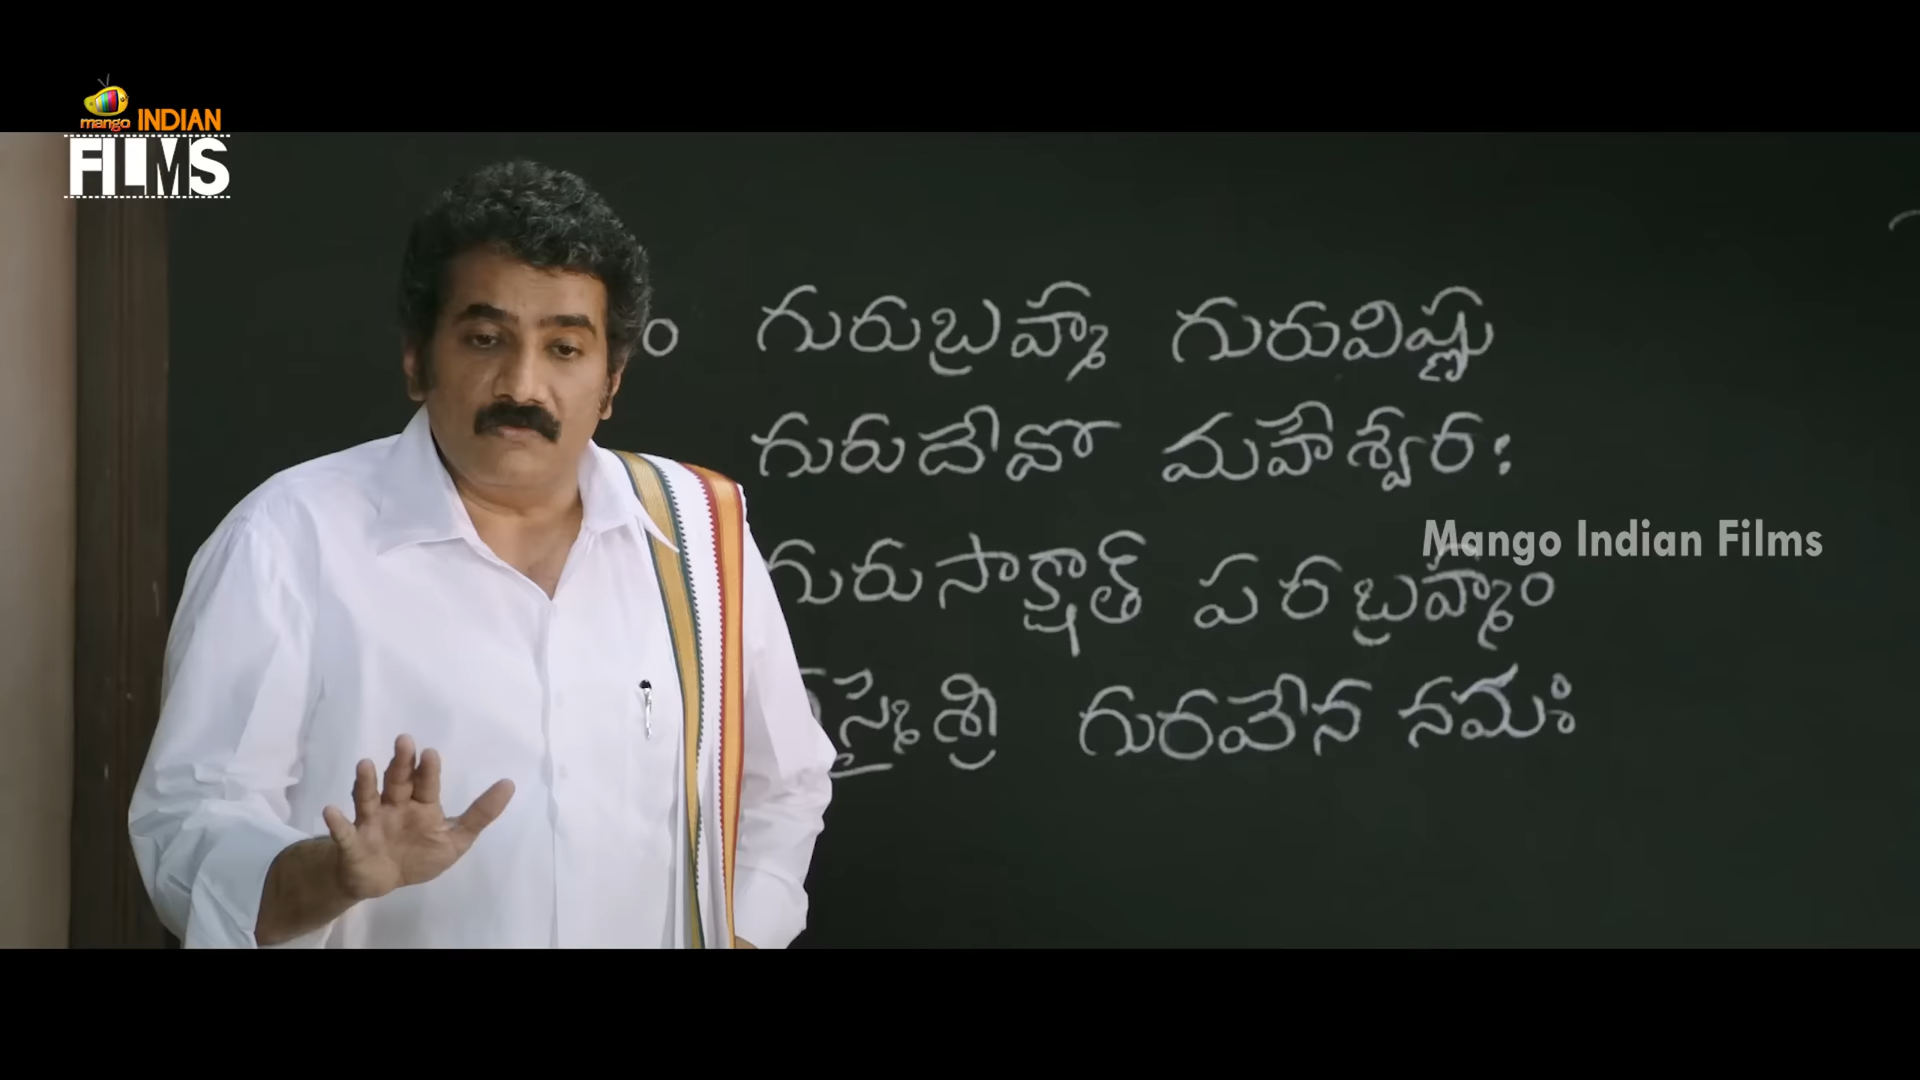 mango INDIAN
FILMS
గురుబ్రహ్మా గురువిష్ణు
గురుదేవో మహేశ్వర:
గురుసాక్షాత్ పరబ్రహ్మాం
శ్రీ గురవేన నమః
Mango Indian Films